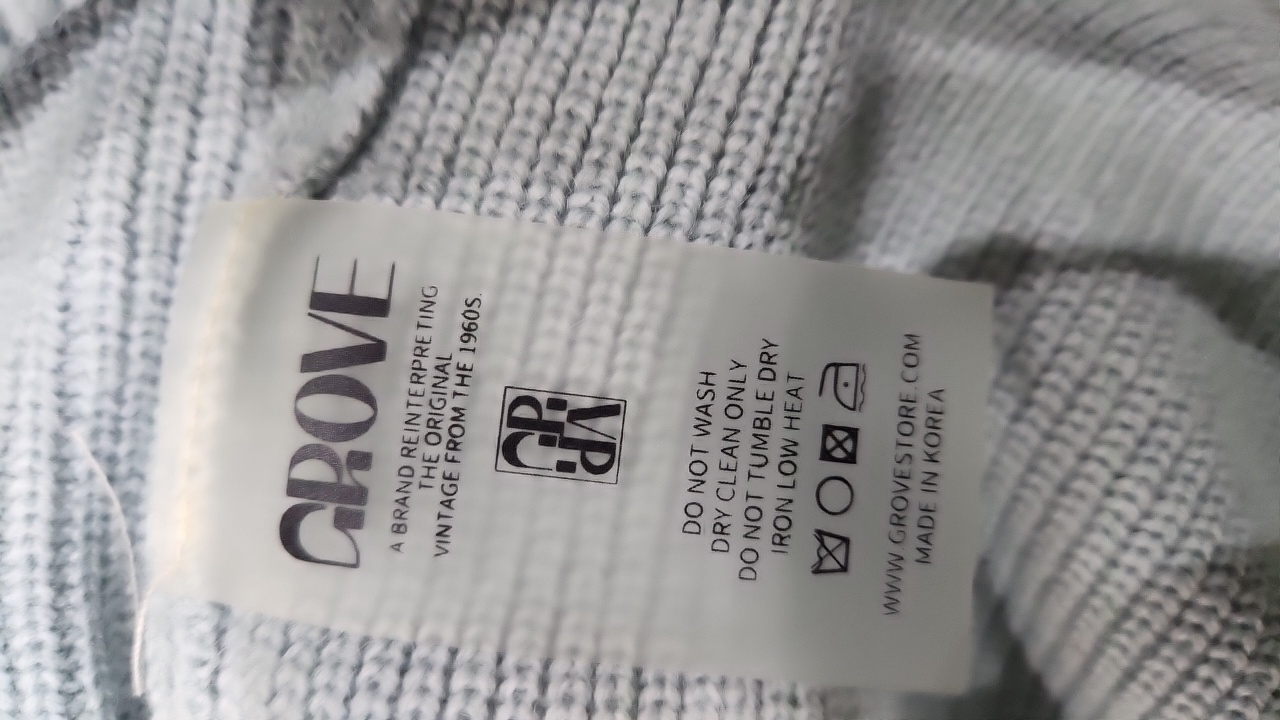 GROVE
A BRAND REINTERPRETING
THE ORIGINAL
VINTAGE FROM THE 1960S.
DO NOT WASH
DRY CLEAN ONLY
DO NOT TUMBLE DRY
IRON LOW HEAT
WWW.GROVESTORE.COM
MADE IN KOREA